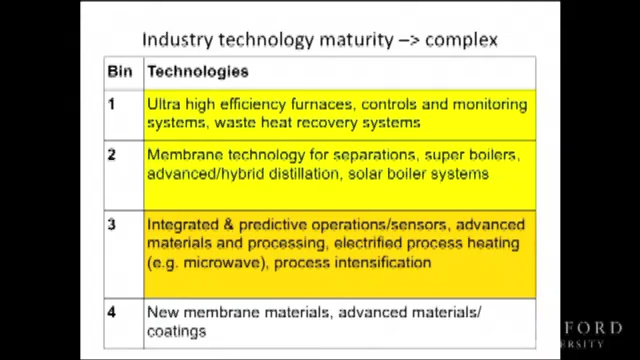 Industry technology maturity –> complex
Bin Technologies
1 Ultra high efficiency furnaces, controls and monitoring
systems, waste heat recovery systems
2 Membrane technology for separations, super boilers,
advanced/hybrid distillation, solar boiler systems
3 Integrated & predictive operations/sensors, advanced
materials and processing, electrified process heating
(e.g. microwave), process intensification
4 New membrane materials, advanced materials/
coatings